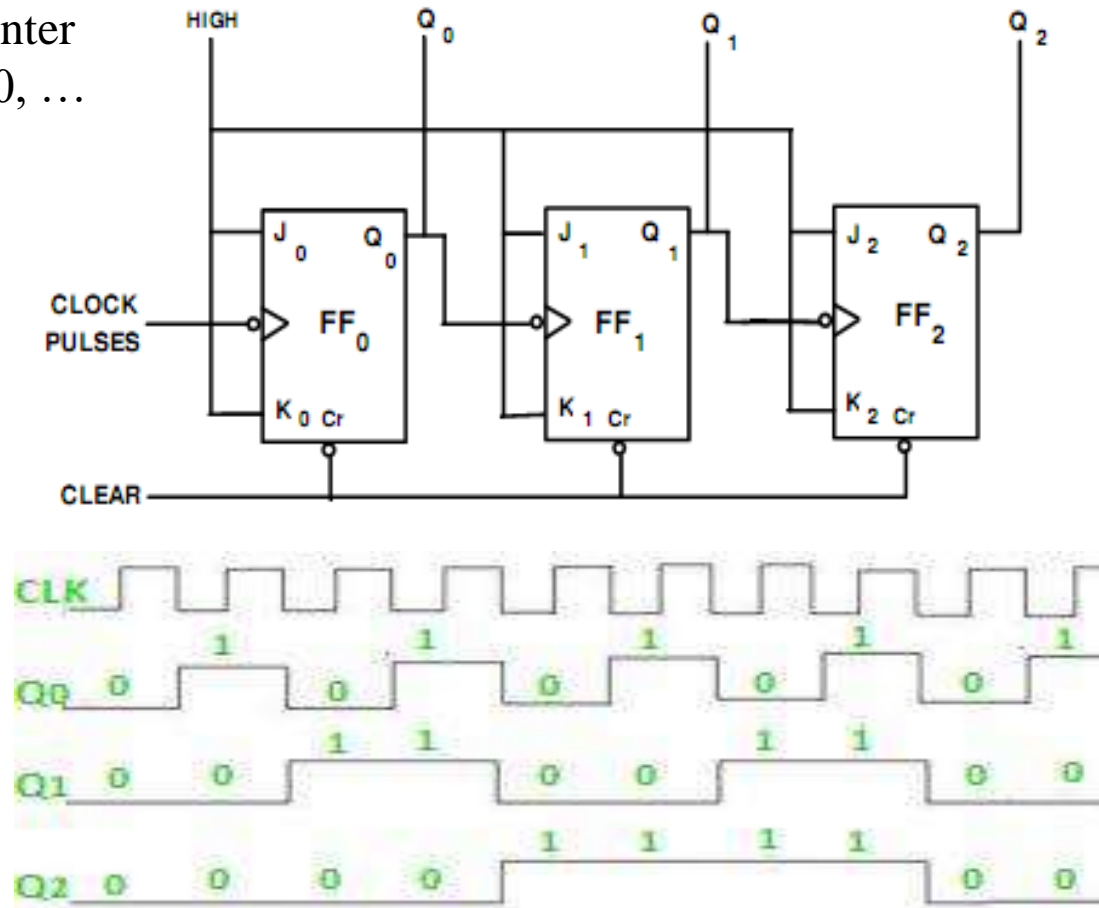 nter
0, …
HIGH
Q0
Q1
Q2
J0 Q0
J1 Q1
J2 Q2
CLOCK
PULSES
FF0
FF1
FF2
K0 Cr
K1 Cr
K2 Cr
CLEAR
CLK
1 1 1 1 1
Q0 0 0 0 0 0
1 1 1 1
Q1 0 0 0 0 0 0
1 1 1 1
Q2 0 0 0 0 0 0